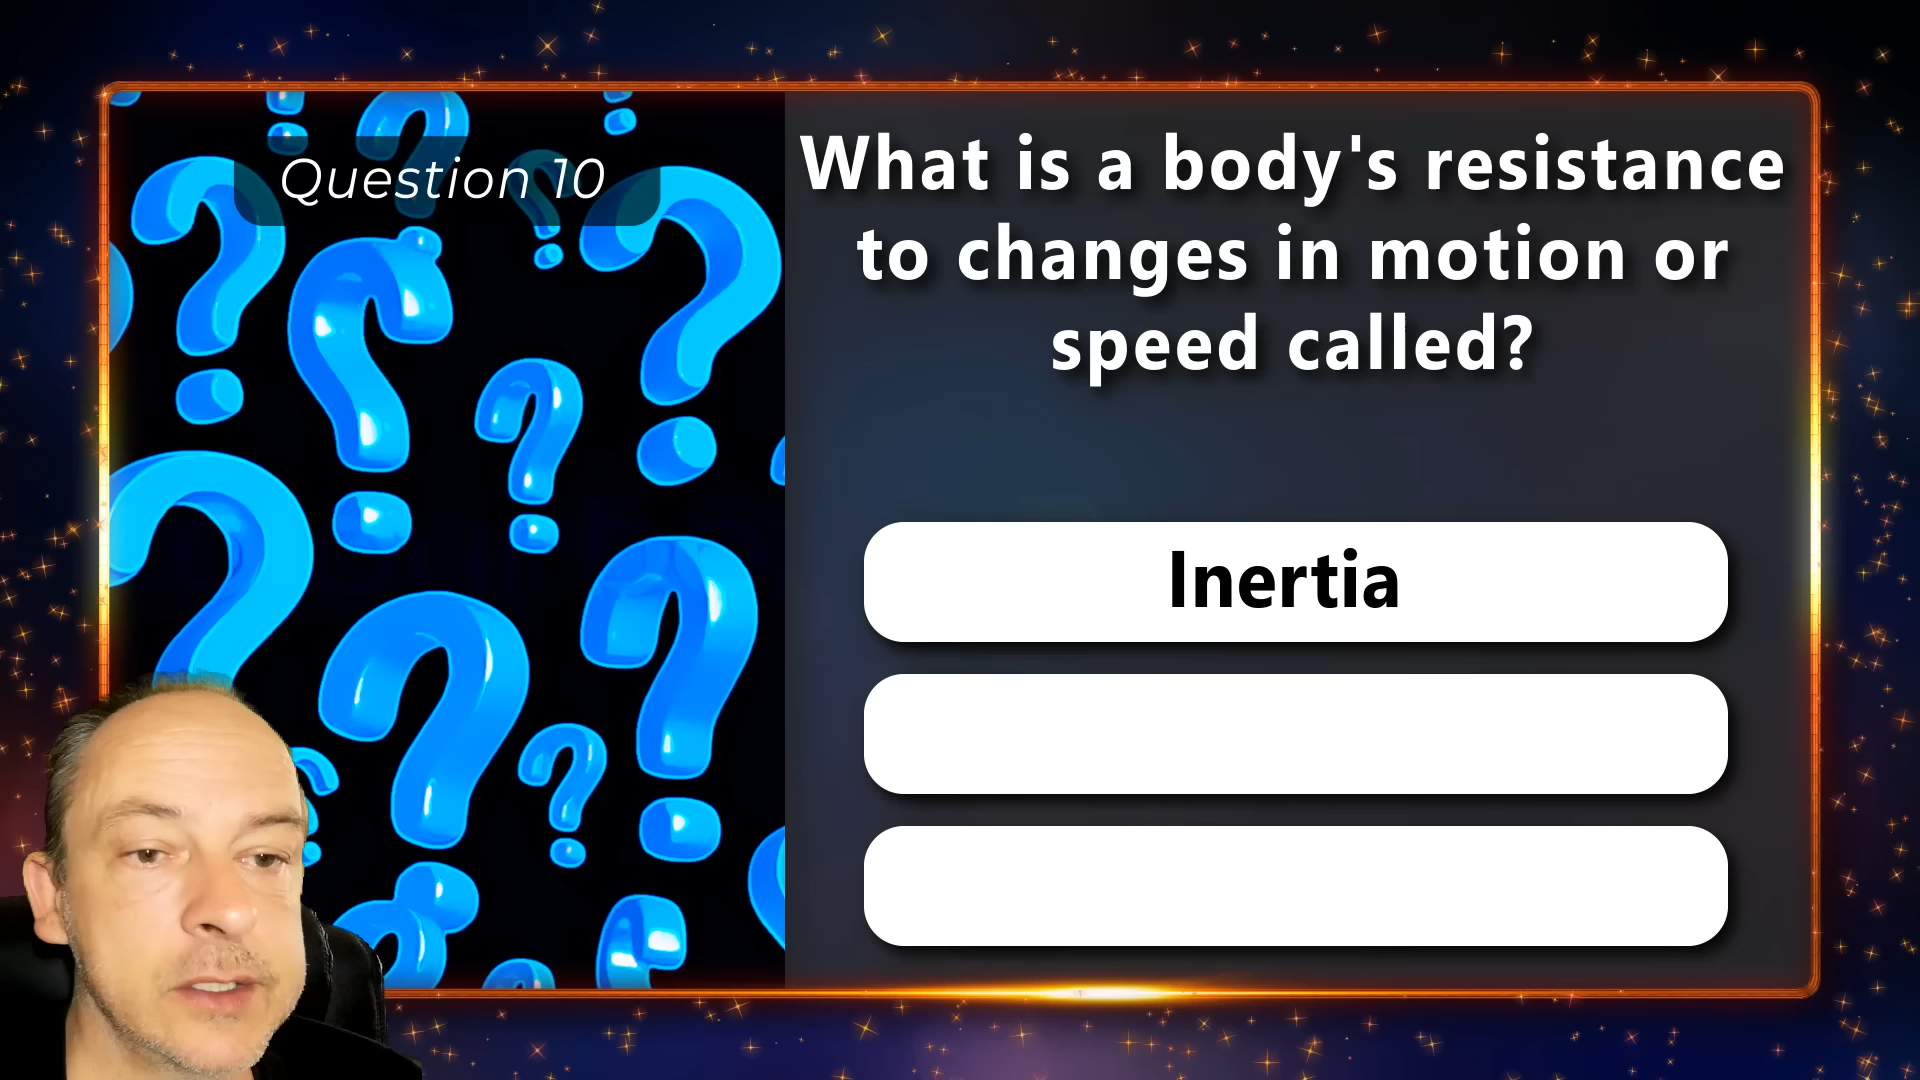 Question 10
What is a body's resistance
to changes in motion or
speed called?
Inertia